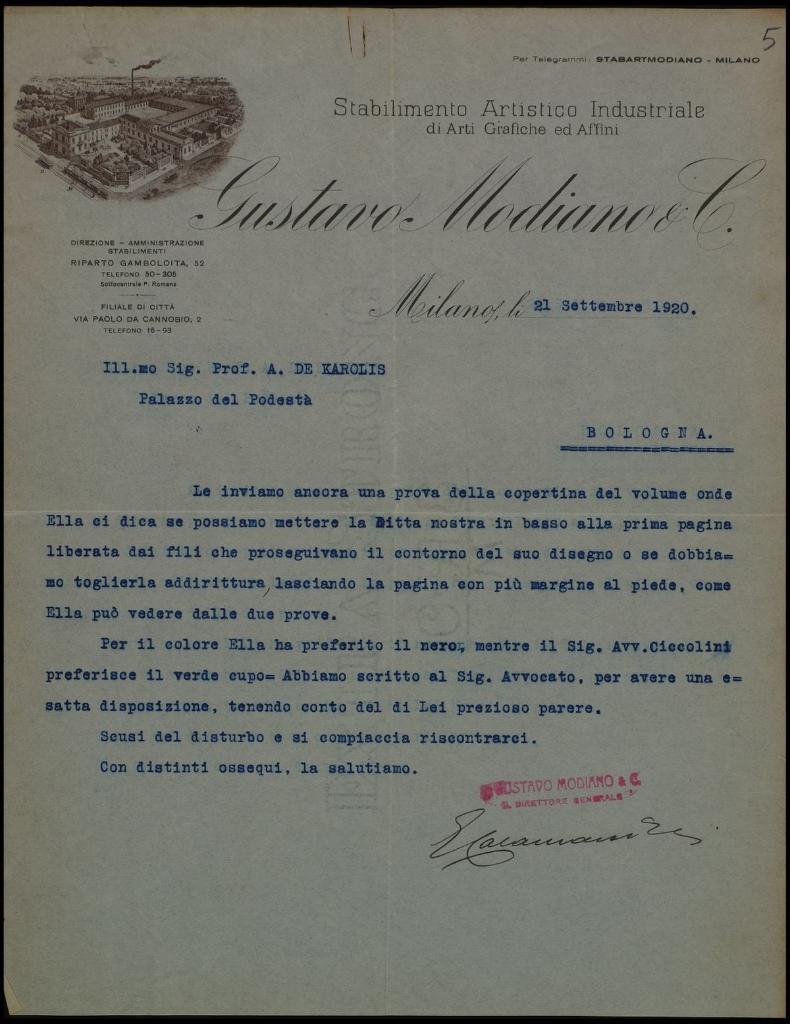 5
Per Telegrammi: STABARTMODIANO - MILANO
Stabilimento Artistico Industriale
di Arti Grafiche ed Affini
Gustavo Modiano & C.
DIREZIONE - AMMINISTRAZIONE
STABILIMENTI
RIPARTO GAMBOLOITA, 52
TELEFONO 50-305
Sottocentrale P. Romana
FILIALE DI CITTÀ
VIA PAOLO DA CANNOBIO, 2
TELEFONO 16-93
Milano, li 21 Settembre 1920.
Ill.mo Sig. Prof. A. DE KAROLIS
Palazzo del Podestà
BOLOGNA.
Le inviamo ancora una prova della copertina del volume onde
Ella ci dica se possiamo mettere la Ditta nostra in basso alla prima pagina
liberata dai fili che proseguivano il contorno del suo disegno o se dobbia=
mo toglierla addirittura, lasciando la pagina con più margine al piede, come
Ella può vedere dalle due prove.
Per il colore Ella ha preferito il nero, mentre il Sig. Avv.Ciccolini
preferisce il verde cupo= Abbiamo scritto al Sig. Avvocato, per avere una e=
satta disposizione, tenendo conto del di Lei prezioso parere.
Scusi del disturbo e si compiaccia riscontrarci.
Con distinti ossequi, la salutiamo.
GUSTAVO MODIANO & C.
IL DIRETTORE GENERALE